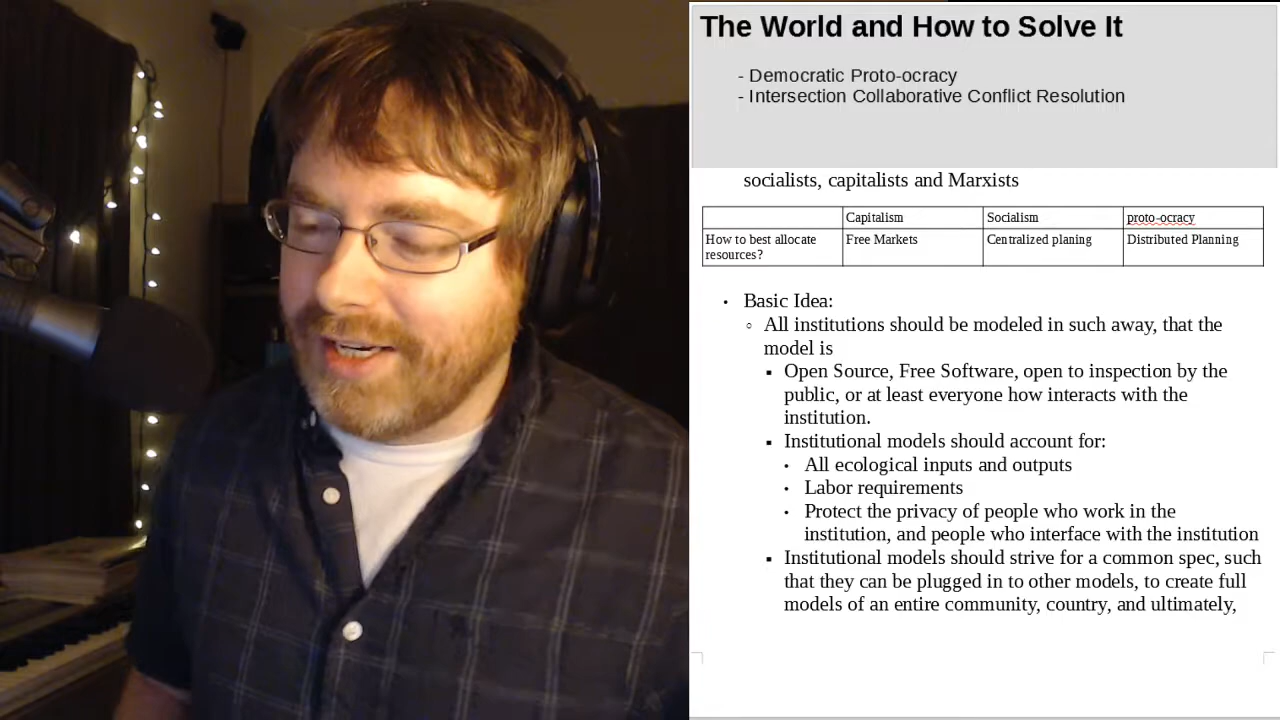 The World and How to Solve It
- Democratic Proto-ocracy
- Intersection Collaborative Conflict Resolution
socialists, capitalists and Marxists
Capitalism Socialism proto-ocracy
How to best allocate Free Markets Centralized planing Distributed Planning
resources?
• Basic Idea:
◦ All institutions should be modeled in such away, that the
model is
▪ Open Source, Free Software, open to inspection by the
public, or at least everyone how interacts with the
institution.
▪ Institutional models should account for:
• All ecological inputs and outputs
• Labor requirements
• Protect the privacy of people who work in the
institution, and people who interface with the institution
▪ Institutional models should strive for a common spec, such
that they can be plugged in to other models, to create full
models of an entire community, country, and ultimately,